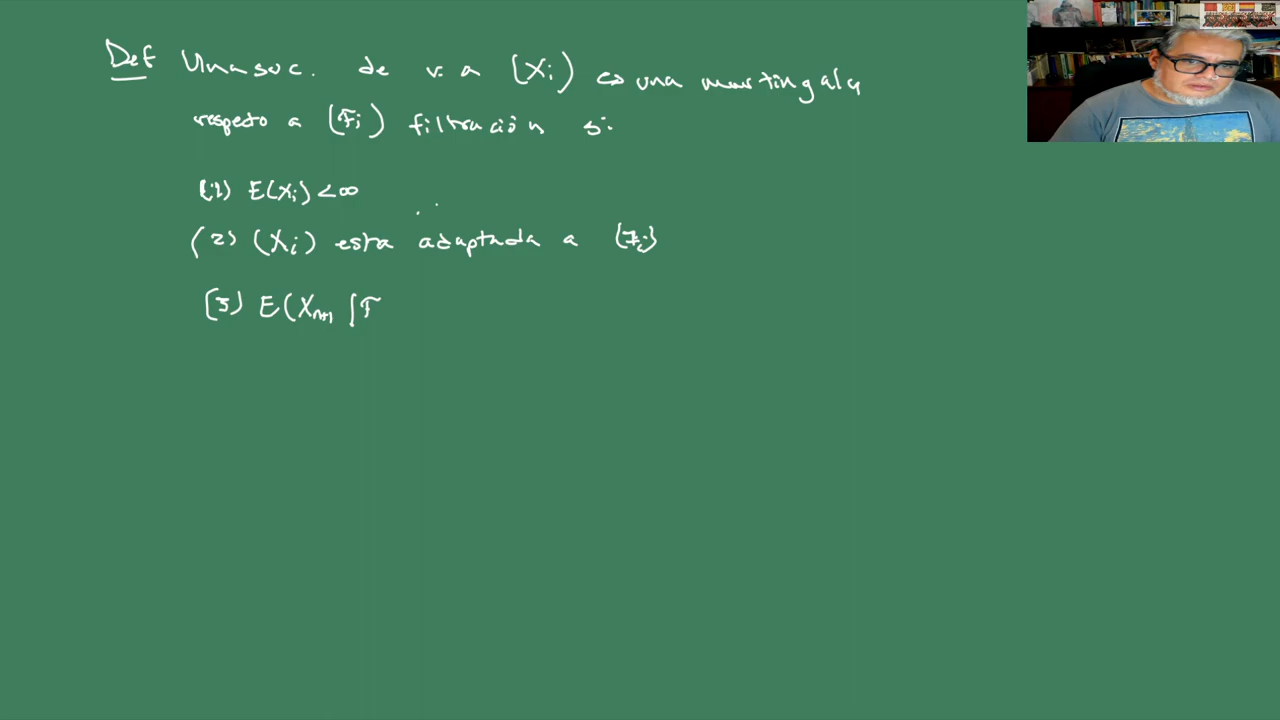 Def Una suc. de v. a (Xi) es una martingala
respecto a (Fi) filtración si:
(1) E(Xi) < ∞
(2) (Xi) esta adaptada a (Fi)
(3) E(Xn+1 | F